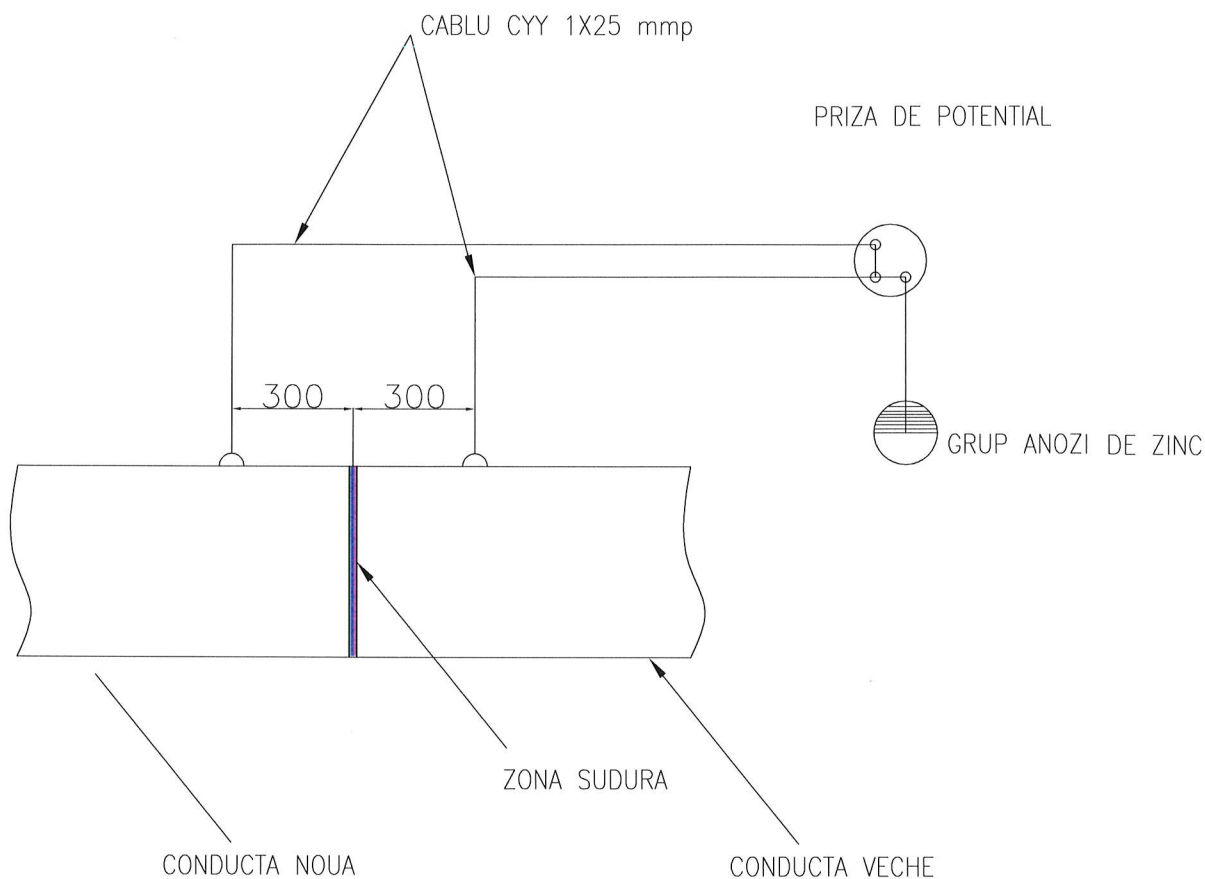 CABLU CYY 1X25 mmp
PRIZA DE POTENTIAL
300
300
GRUP ANOZI DE ZINC
ZONA SUDURA
CONDUCTA NOUA
CONDUCTA VECHE